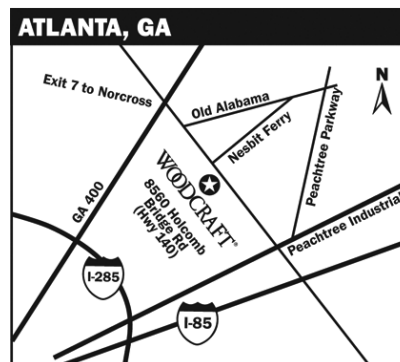 ATLANTA, GA
Exit 7 to Norcross
Old Alabama
N
Nesbit Ferry
Peachtree Parkway
GA 400
WOODCRAFT®
8560 Holcomb
Bridge Rd
(Hwy 140)
Peachtree Industrial
I-285
I-85